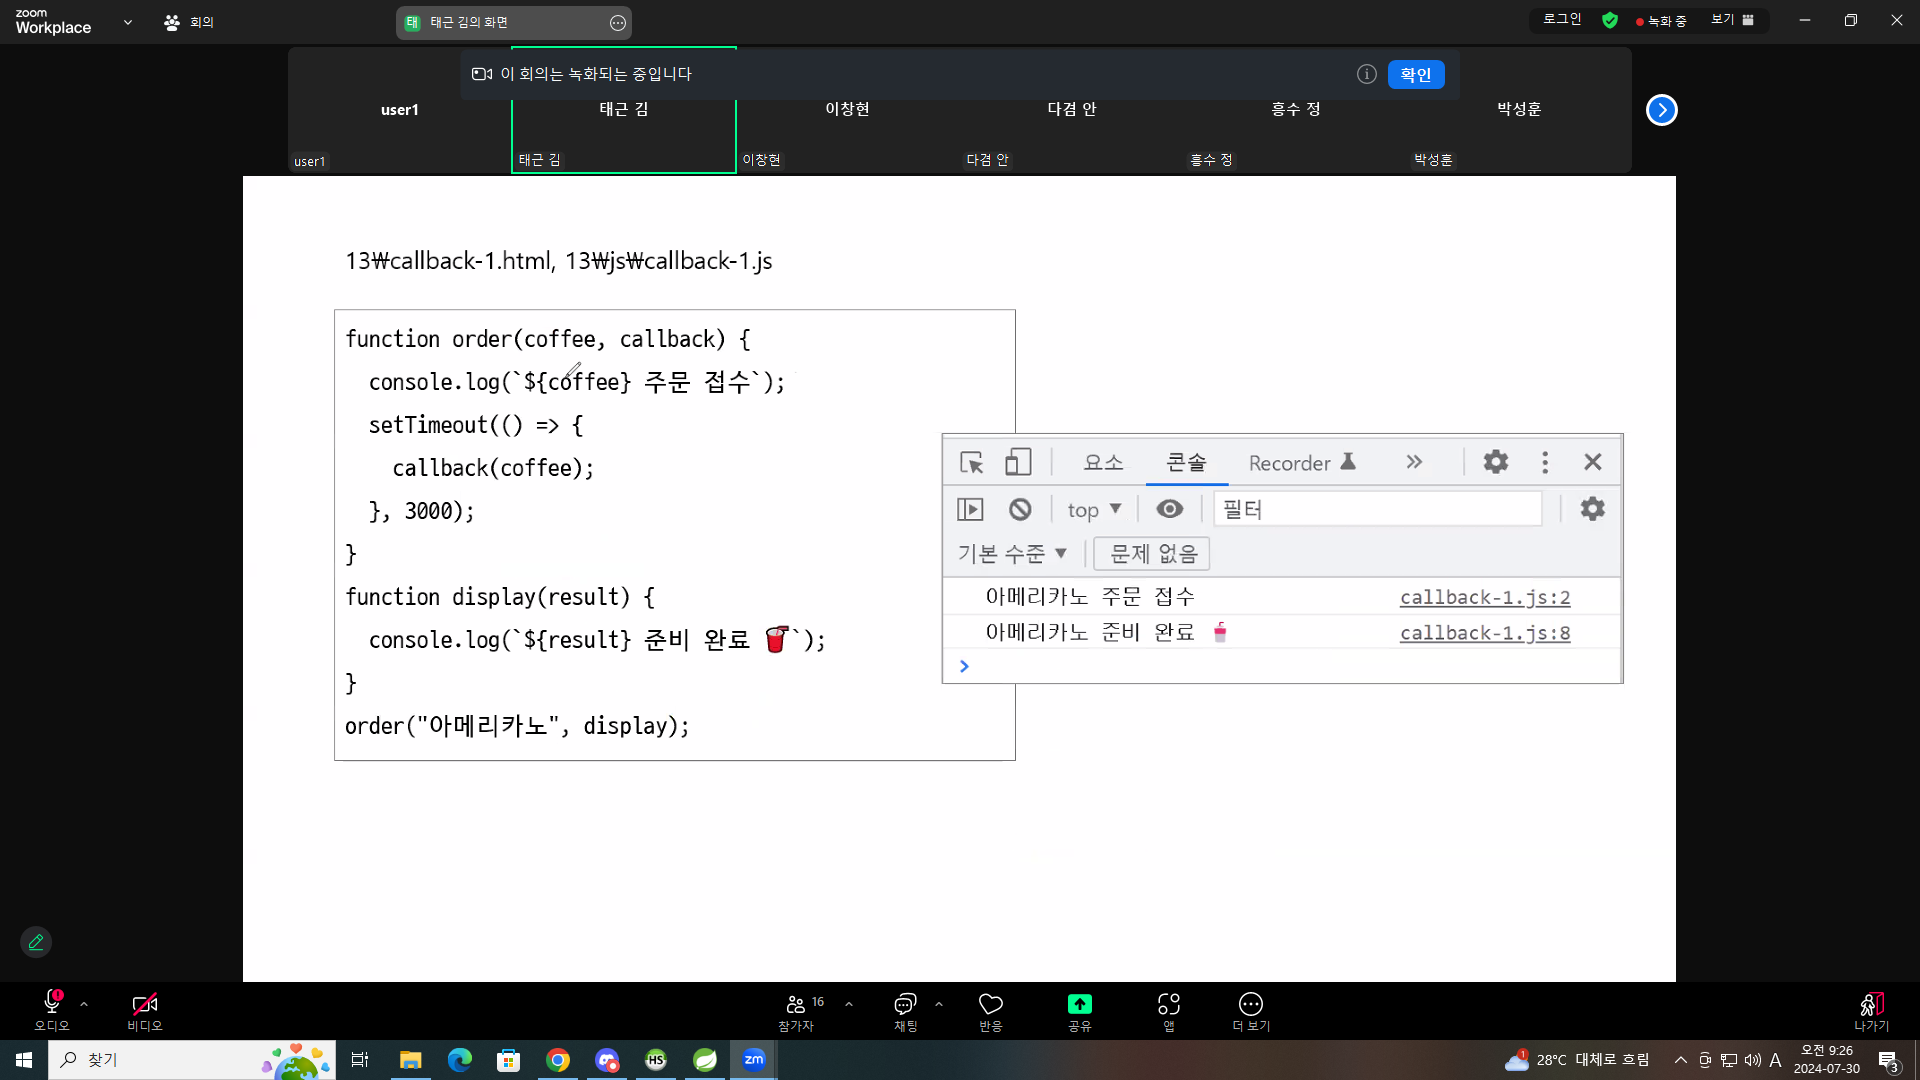 zoom
Workplace
회의
태 태근 김의 화면
로그인
녹화 중
보기
이 회의는 녹화되는 중입니다
확인
user1
태근 김
이창현
다겸 안
흥수 정
박성훈
user1
태근 김
이창현
다겸 안
흥수 정
박성훈
13₩callback-1.html, 13₩js₩callback-1.js
function order(coffee, callback) {
console.log(`${coffee} 주문 접수`);
setTimeout(() => {
callback(coffee);
}, 3000);
}
function display(result) {
console.log(`${result} 준비 완료 🥤`);
}
order("아메리카노", display);
요소
콘솔
Recorder
top
필터
기본 수준
문제 없음
아메리카노 주문 접수 callback-1.js:2
아메리카노 준비 완료 🥤 callback-1.js:8
오디오
비디오
16
참가자
채팅
반응
공유
앱
더 보기
나가기
찾기
HS
zm
1
28°C 대체로 흐림
A
오전 9:26
2024-07-30
3